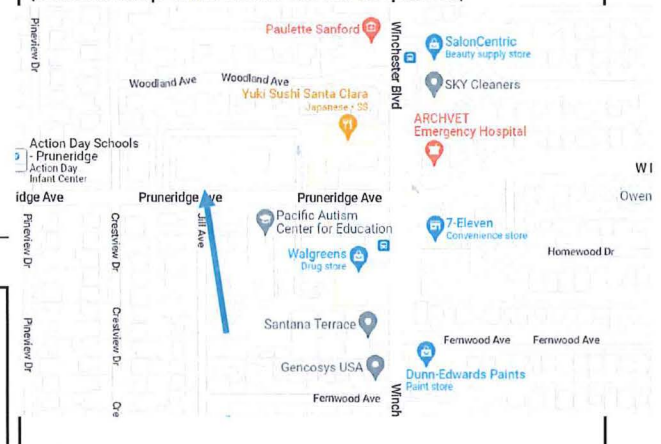 Pineview Dr
Paulette Sanford
Winchester Blvd
SalonCentric
Beauty supply store
Woodland Ave
Woodland Ave
SKY Cleaners
Yuki Sushi Santa Clara
Japanese • $$
ARCHVET
Emergency Hospital
Action Day Schools
- Pruneridge
Action Day
Infant Center
WI
idge Ave
Pruneridge Ave
Pruneridge Ave
Owen
Pineview Dr
Crestview Dr
Jill Ave
Pacific Autism
Center for Education
7-Eleven
Convenience store
Walgreens
Drug store
Homewood Dr
Pineview Dr
Crestview Dr
Santana Terrace
Fernwood Ave
Fernwood Ave
Gencosys USA
Dunn-Edwards Paints
Paint store
Cre
Fernwood Ave
Winch